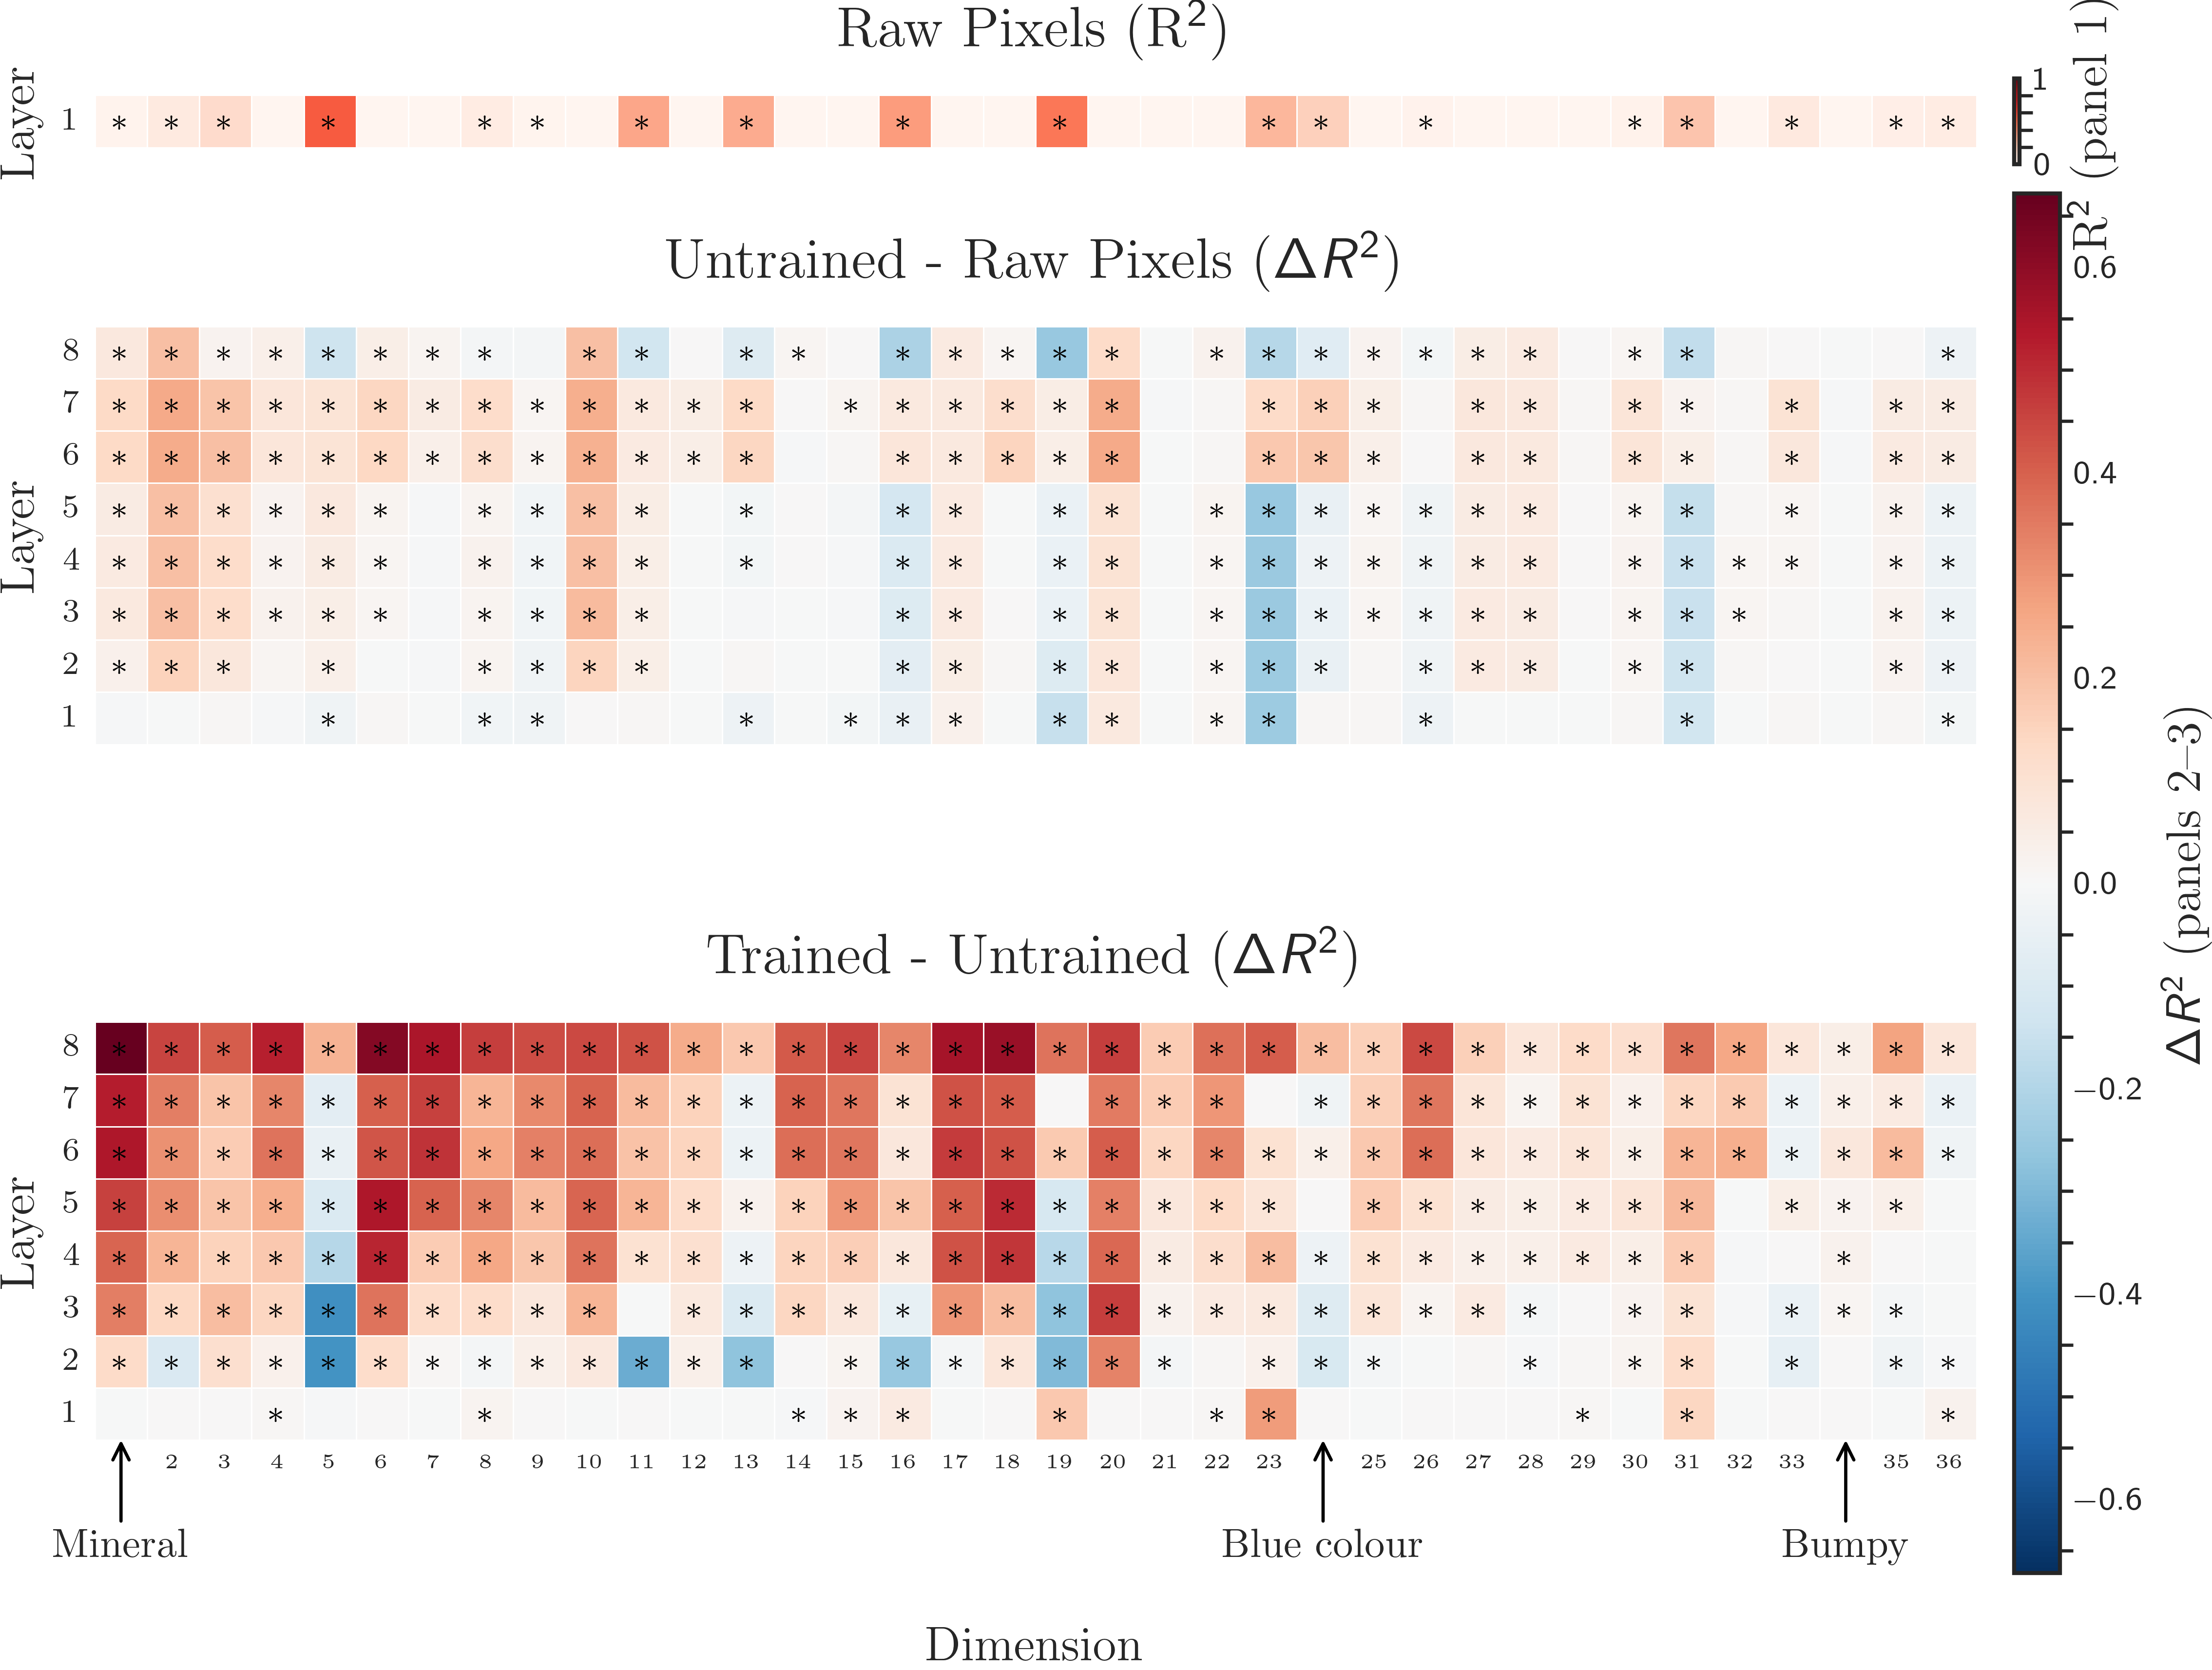 Raw Pixels (R²)
Layer
1
1
0
R² (panel 1)
Untrained - Raw Pixels (ΔR²)
Layer
8
7
6
5
4
3
2
1
0.6
0.4
0.2
0.0
−0.2
−0.4
−0.6
ΔR² (panels 2–3)
Trained - Untrained (ΔR²)
Layer
8
7
6
5
4
3
2
1
2 3 4 5 6 7 8 9 10 11 12 13 14 15 16 17 18 19 20 21 22 23 25 26 27 28 29 30 31 32 33 35 36
Mineral Blue colour Bumpy
Dimension